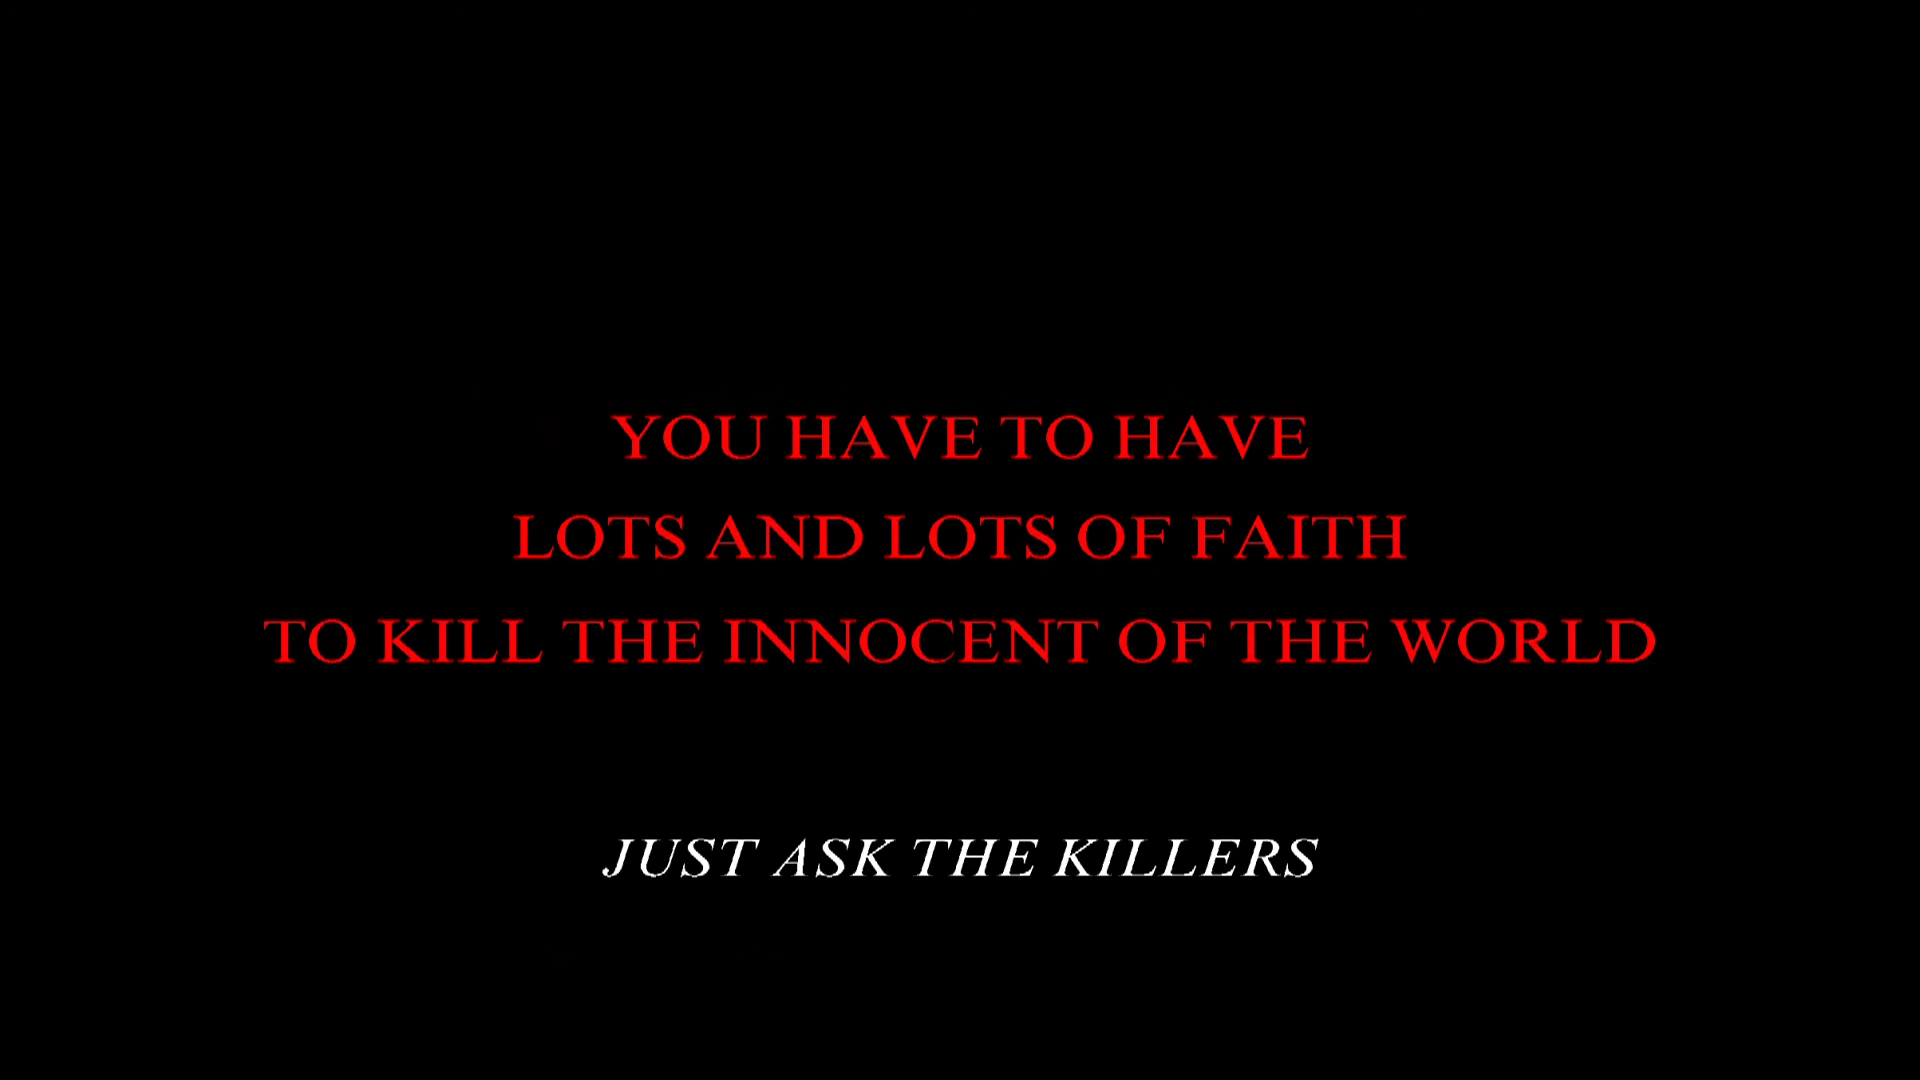 YOU HAVE TO HAVE
LOTS AND LOTS OF FAITH
TO KILL THE INNOCENT OF THE WORLD
JUST ASK THE KILLERS